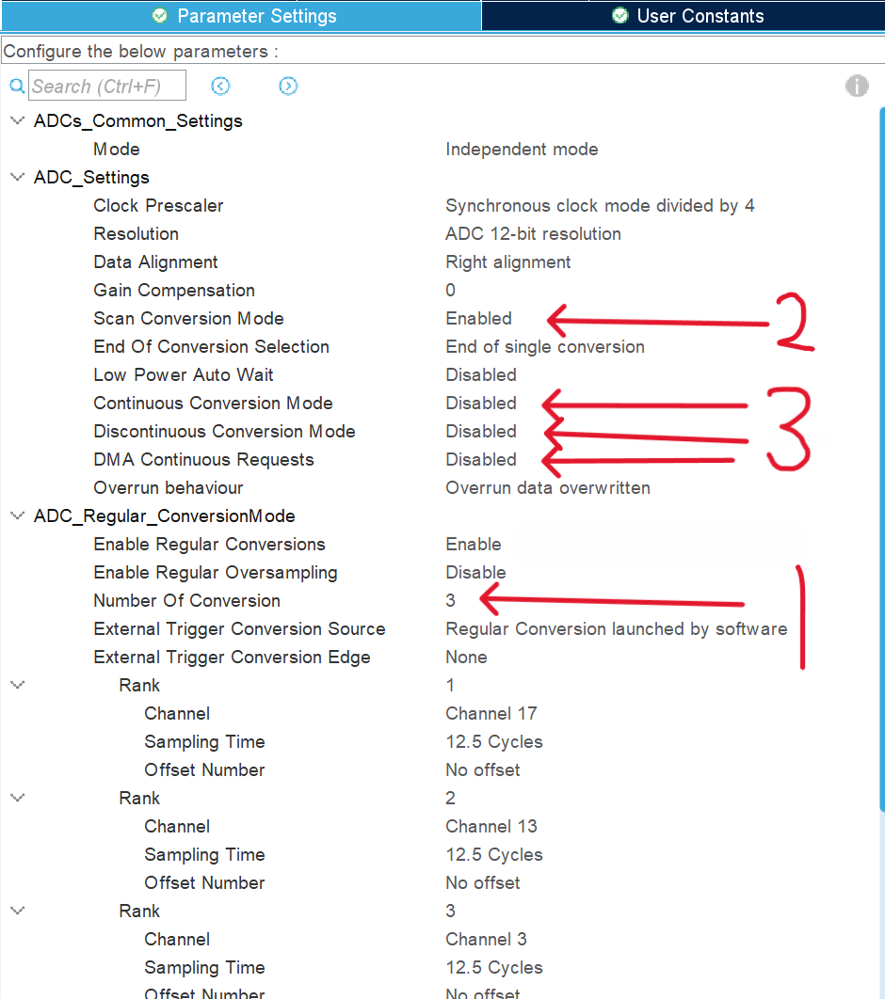 Parameter Settings User Constants
Configure the below parameters :
Search (Ctrl+F)
ADCs_Common_Settings
Mode Independent mode
ADC_Settings
Clock Prescaler Synchronous clock mode divided by 4
Resolution ADC 12-bit resolution
Data Alignment Right alignment
Gain Compensation 0
Scan Conversion Mode Enabled 2
End Of Conversion Selection End of single conversion
Low Power Auto Wait Disabled
Continuous Conversion Mode Disabled
Discontinuous Conversion Mode Disabled 3
DMA Continuous Requests Disabled
Overrun behaviour Overrun data overwritten
ADC_Regular_ConversionMode
Enable Regular Conversions Enable
Enable Regular Oversampling Disable
Number Of Conversion 3 1
External Trigger Conversion Source Regular Conversion launched by software
External Trigger Conversion Edge None
Rank 1
Channel Channel 17
Sampling Time 12.5 Cycles
Offset Number No offset
Rank 2
Channel Channel 13
Sampling Time 12.5 Cycles
Offset Number No offset
Rank 3
Channel Channel 3
Sampling Time 12.5 Cycles
Offset Number No offset